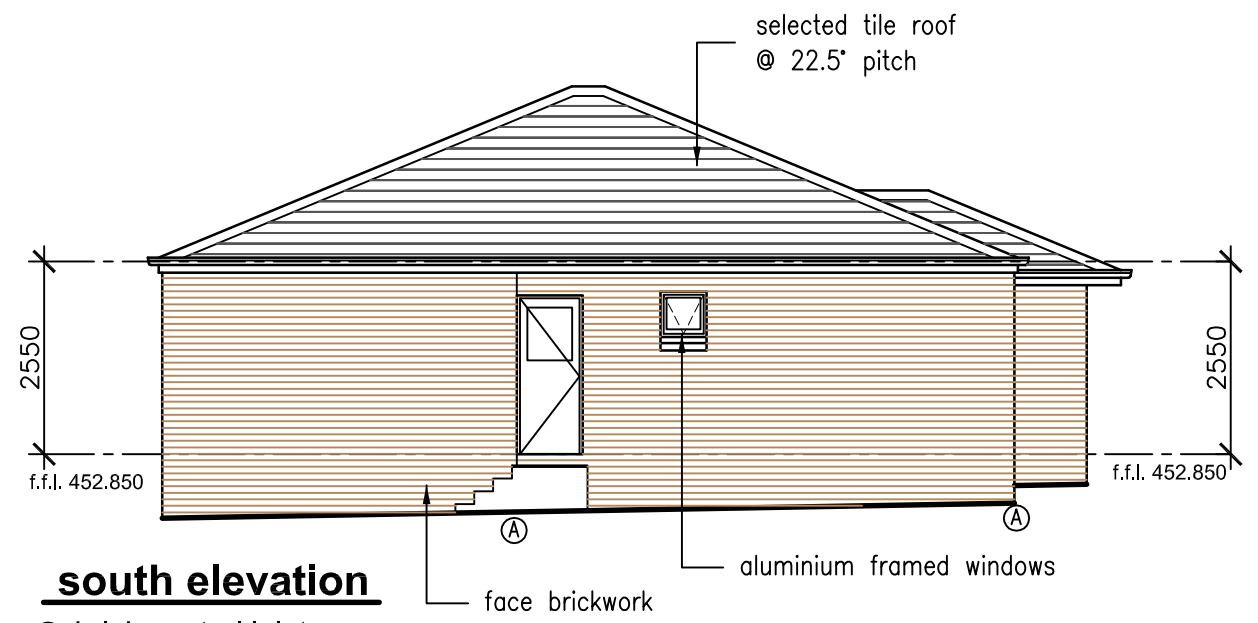 selected tile roof
@ 22.5° pitch
2550
2550
f.f.l. 452.850
f.f.l. 452.850
A
A
aluminium framed windows
south elevation
face brickwork